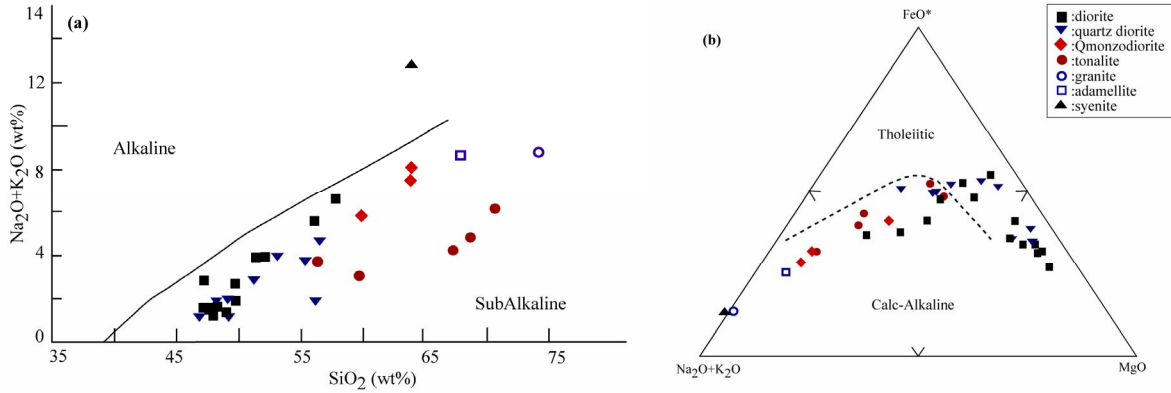 (a)
14
12
8
4
0
Na2O+K2O (wt%)
Alkaline
SubAlkaline
35
45
55
65
75
SiO2 (wt%)
(b)
FeO*
Tholeiitic
Calc-Alkaline
Na2O+K2O
MgO
:diorite
:quartz diorite
:Qmonzodiorite
:tonalite
:granite
:adamellite
:syenite